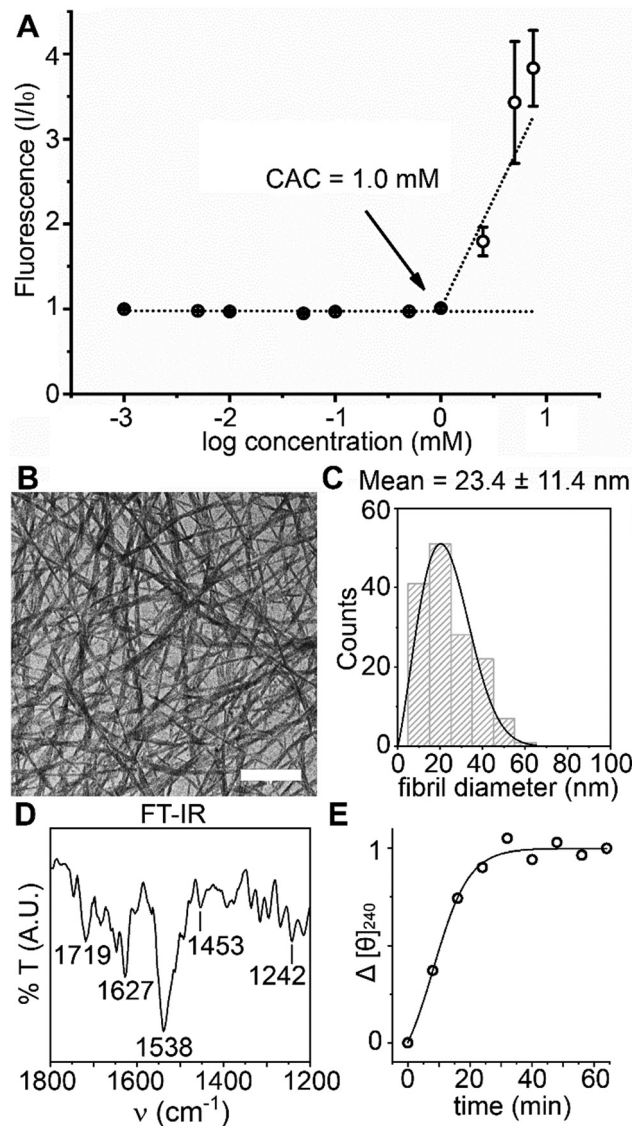 A
4
3
2
1
0
Fluorescence (I/I₀)
CAC = 1.0 mM
-3 -2 -1 0 1
log concentration (mM)
B
C Mean = 23.4 ± 11.4 nm
60
40
20
0
Counts
0 20 40 60 80 100
fibril diameter (nm)
D FT-IR
% T (A.U.)
1719
1627
1538
1453
1242
1800 1600 1400 1200
ν (cm⁻¹)
E
1
0
Δ [θ]₂₄₀
0 20 40 60
time (min)